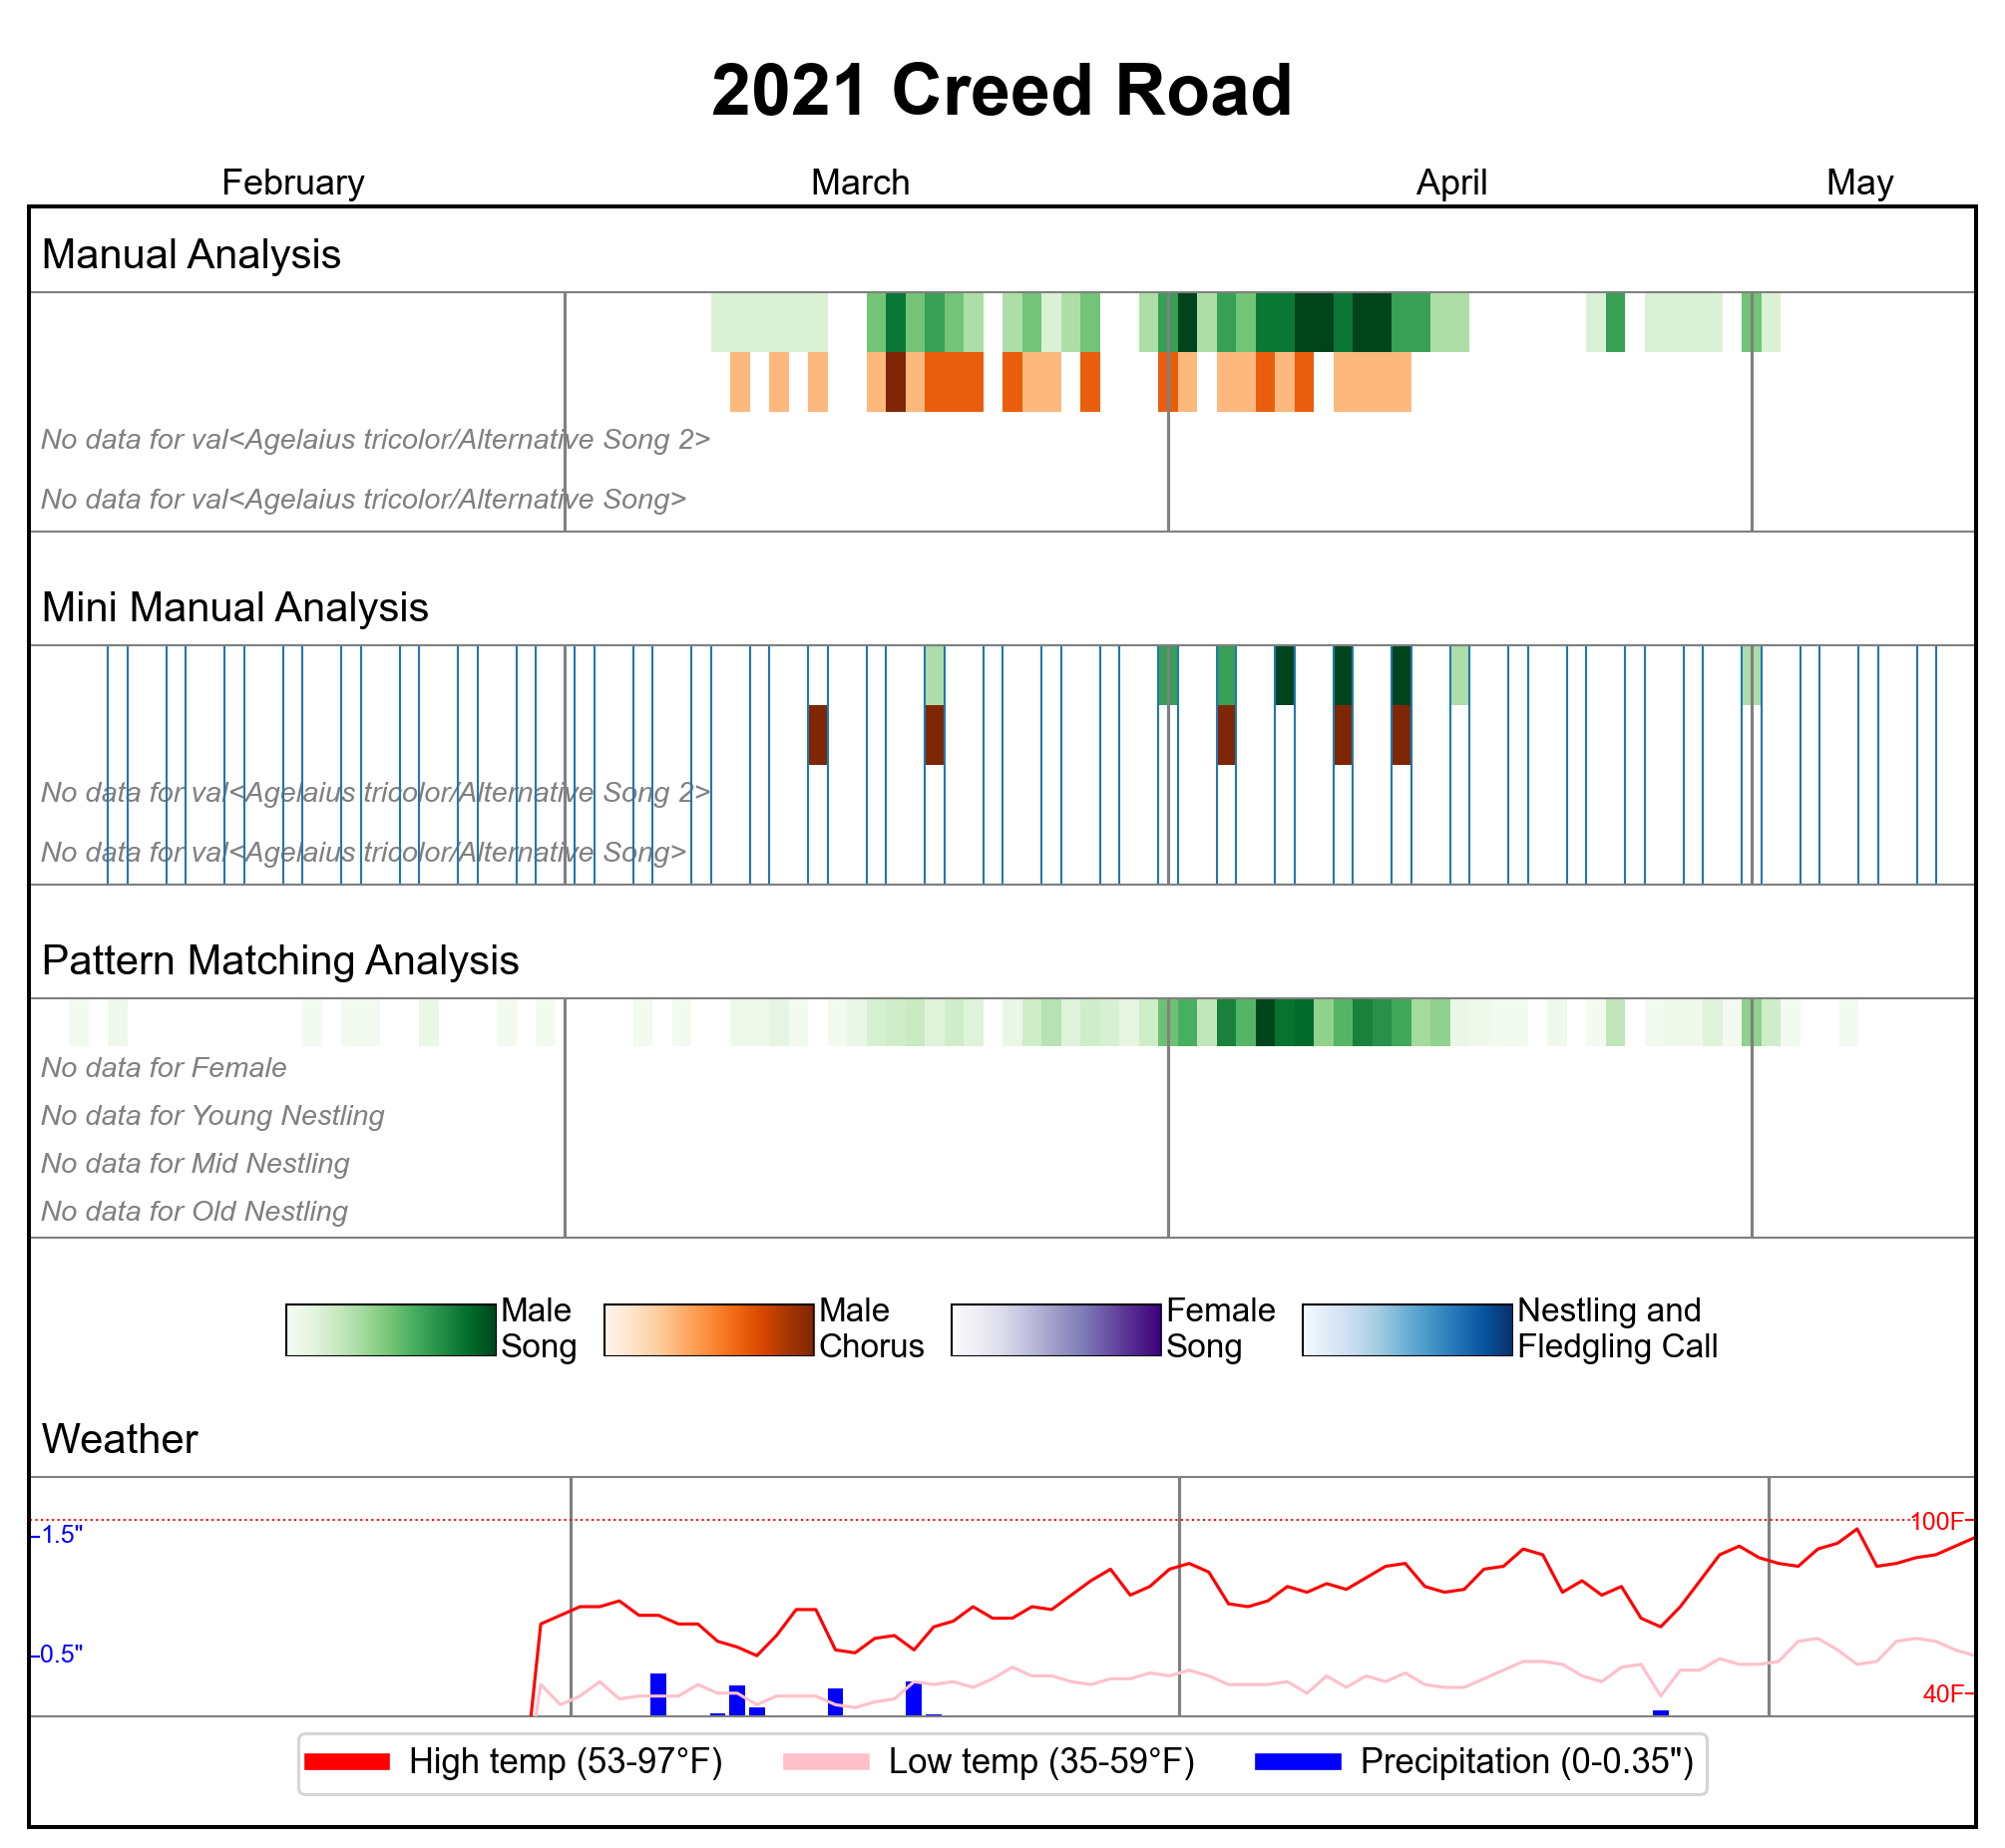 2021 Creed Road
February March April May
Manual Analysis
No data for val<Agelaius tricolor/Alternative Song 2>
No data for val<Agelaius tricolor/Alternative Song>
Mini Manual Analysis
No data for val<Agelaius tricolor/Alternative Song 2>
No data for val<Agelaius tricolor/Alternative Song>
Pattern Matching Analysis
No data for Female
No data for Young Nestling
No data for Mid Nestling
No data for Old Nestling
Male Song
Male Chorus
Female Song
Nestling and Fledgling Call
Weather
1.5" 100F
0.5"
40F
High temp (53-97°F) Low temp (35-59°F) Precipitation (0-0.35")